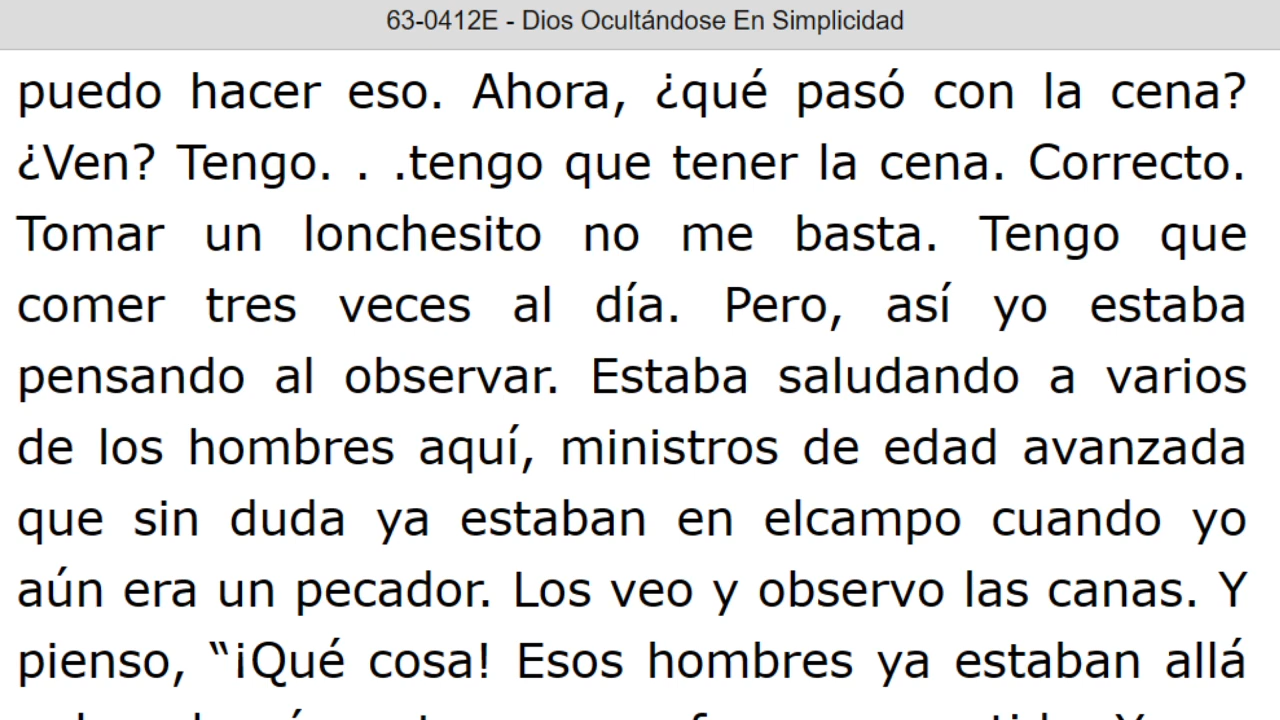 63-0412E - Dios Ocultándose En Simplicidad
puedo hacer eso. Ahora, ¿qué pasó con la cena?
¿Ven? Tengo. . .tengo que tener la cena. Correcto.
Tomar un lonchesito no me basta. Tengo que
comer tres veces al día. Pero, así yo estaba
pensando al observar. Estaba saludando a varios
de los hombres aquí, ministros de edad avanzada
que sin duda ya estaban en elcampo cuando yo
aún era un pecador. Los veo y observo las canas. Y
pienso, “¡Qué cosa! Esos hombres ya estaban allá